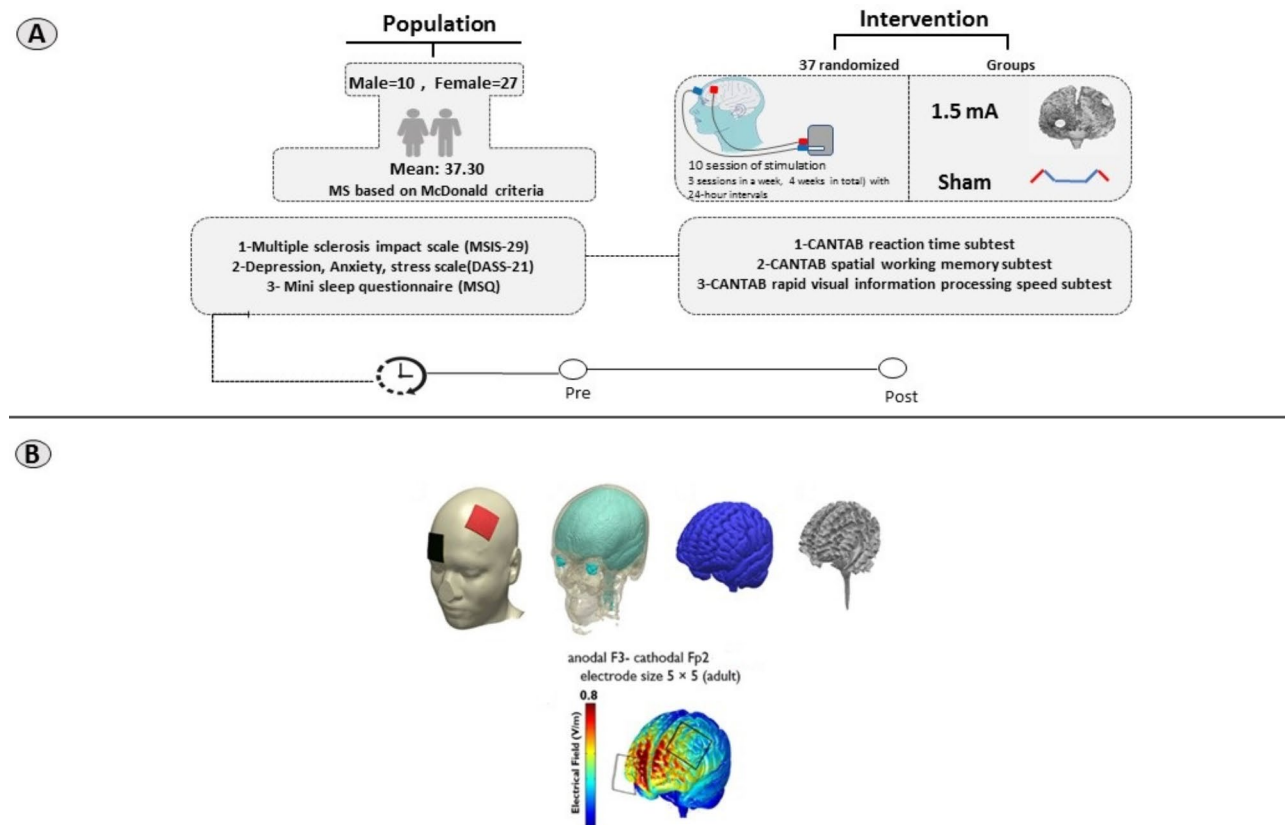 A
Population
Male=10 , Female=27
Mean: 37.30
MS based on McDonald criteria
Intervention
37 randomized
Groups
10 session of stimulation
3 sessions in a week, 4 weeks in total) with
24-hour intervals
1.5 mA
Sham
1-Multiple sclerosis impact scale (MSIS-29)
2-Depression, Anxiety, stress scale(DASS-21)
3- Mini sleep questionnaire (MSQ)
1-CANTAB reaction time subtest
2-CANTAB spatial working memory subtest
3-CANTAB rapid visual information processing speed subtest
Pre
Post
B
anodal F3- cathodal Fp2
electrode size 5 × 5 (adult)
0.8
Electrical Field (V/m)